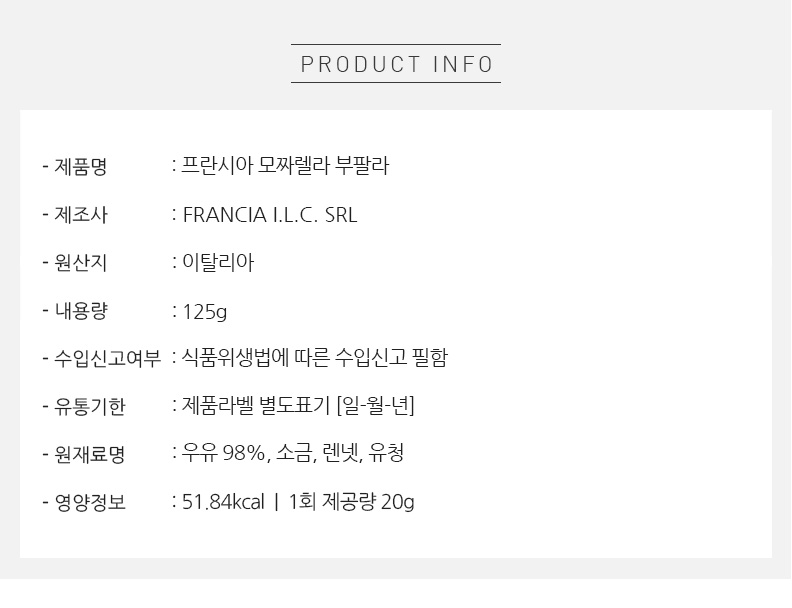 PRODUCT INFO
- 제품명 : 프란시아 모짜렐라 부팔라
- 제조사 : FRANCIA I.L.C. SRL
- 원산지 : 이탈리아
- 내용량 : 125g
- 수입신고여부 : 식품위생법에 따른 수입신고 필함
- 유통기한 : 제품라벨 별도표기 [일-월-년]
- 원재료명 : 우유 98%, 소금, 렌넷, 유청
- 영양정보 : 51.84kcal | 1회 제공량 20g